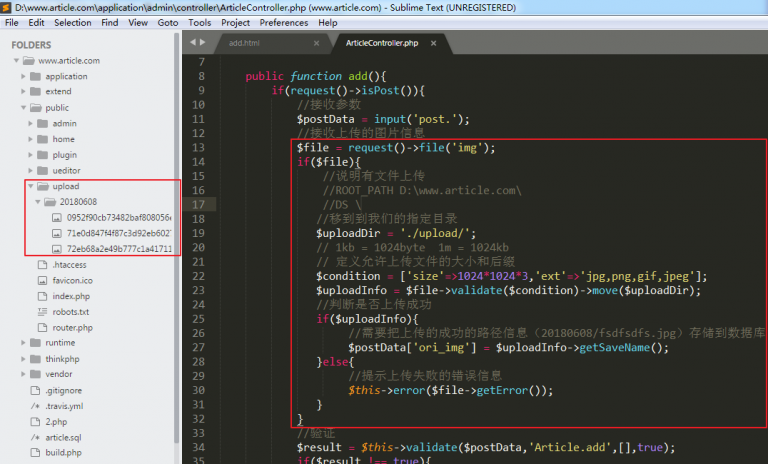 D:\www.article.com\application\admin\controller\ArticleController.php (www.article.com) - Sublime Text (UNREGISTERED)
File Edit Selection Find View Goto Tools Project Preferences Help
FOLDERS
www.article.com
application
extend
public
admin
home
plugin
ueditor
upload
20180608
0952f90cb73482baf808056
71e0d847f4f87c3d92eb602
72eb68a2e49b777c1a41711
.htaccess
favicon.ico
index.php
robots.txt
router.php
runtime
thinkphp
vendor
.gitignore
.travis.yml
2.php
article.sql
build.php
add.html ArticleController.php
7
8 public function add(){
9 if(request()->isPost()){
10 //接收参数
11 $postData = input('post.');
12 //接收上传的图片信息
13 $file = request()->file('img');
14 if($file){
15 //说明有文件上传
16 //ROOT_PATH D:\www.article.com\
17 //DS \
18 //移到到我们的指定目录
19 $uploadDir = './upload/';
20 // 1kb = 1024byte 1m = 1024kb
21 // 定义允许上传文件的大小和后缀
22 $condition = ['size'=>1024*1024*3,'ext'=>'jpg,png,gif,jpeg'];
23 $uploadInfo = $file->validate($condition)->move($uploadDir);
24 //判断是否上传成功
25 if($uploadInfo){
26 //需要把上传的成功的路径信息（20180608/fsdfsdfs.jpg）存储到数据库
27 $postData['ori_img'] = $uploadInfo->getSaveName();
28 }else{
29 //提示上传失败的错误信息
30 $this->error($file->getError());
31 }
32 }
33 //验证
34 $result = $this->validate($postData,'Article.add',[],true);
35 if($result !== true){